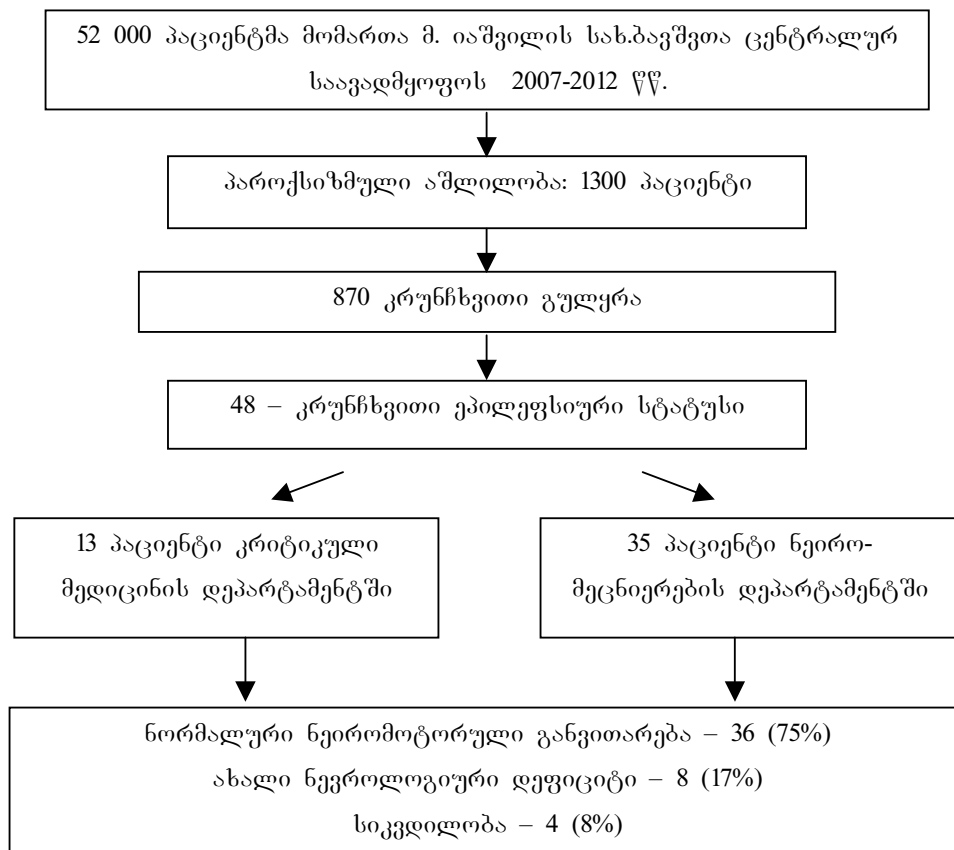 52 000 პაციენტმა მომართა მ. იაშვილის სახ.ბავშვთა ცენტრალურ
საავადმყოფოს 2007-2012 წწ.
პაროქსიზმული აშლილობა: 1300 პაციენტი
870 კრუნჩხვითი გულყრა
48 – კრუნჩხვითი ეპილეფსიური სტატუსი
13 პაციენტი კრიტიკული
მედიცინის დეპარტამენტში
35 პაციენტი ნეირო-
მეცნიერების დეპარტამენტში
ნორმალური ნეირომოტორული განვითარება – 36 (75%)
ახალი ნევროლოგიური დეფიციტი – 8 (17%)
სიკვდილობა – 4 (8%)